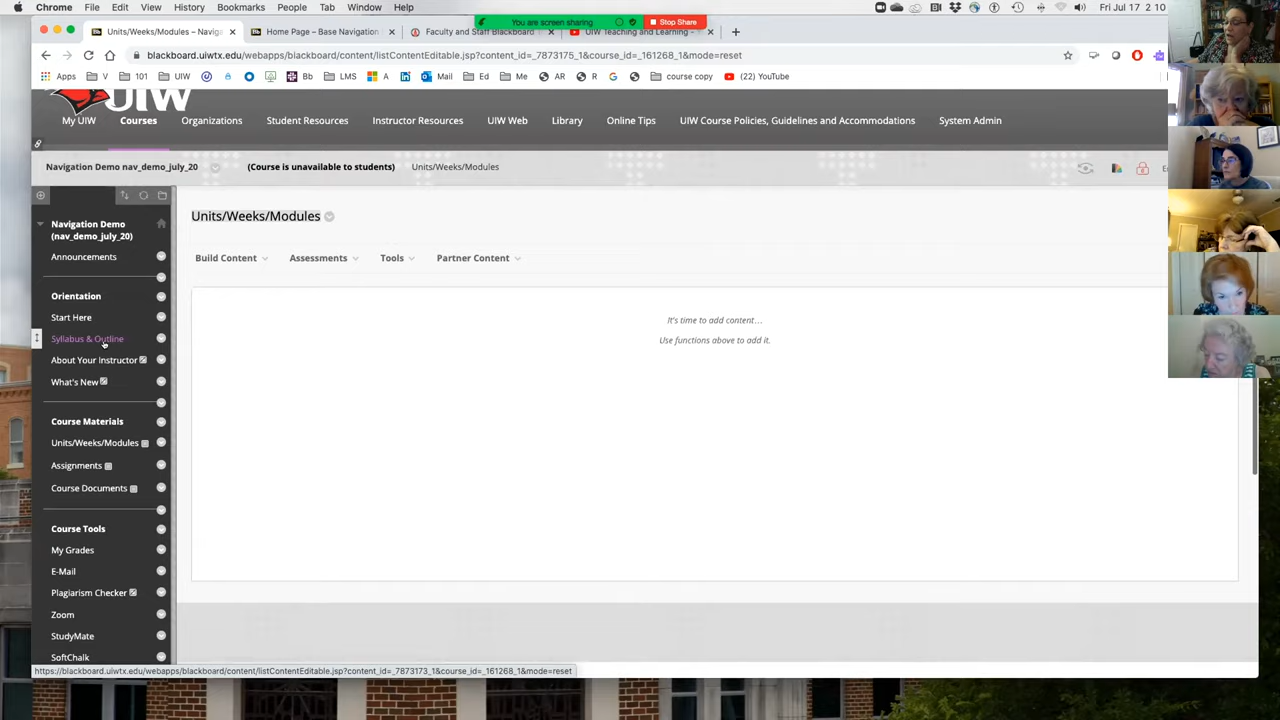 Chrome File Edit View History Bookmarks People Tab Window Help Fri Jul 17 2 10
You are screen sharing Stop Share
Units/Weeks/Modules – Naviga Home Page – Base Navigation Faculty and Staff Blackboard UIW Teaching and Learning -
blackboard.uiwtx.edu/webapps/blackboard/content/listContentEditable.jsp?content_id=_7873175_1&course_id=_161268_1&mode=reset
Apps V 101 UIW Bb LMS A Mail Ed Me AR R course copy (22) YouTube
UIW
My UIW Courses Organizations Student Resources Instructor Resources UIW Web Library Online Tips UIW Course Policies, Guidelines and Accommodations System Admin
Navigation Demo nav_demo_july_20 (Course is unavailable to students) Units/Weeks/Modules
Navigation Demo
(nav_demo_july_20)
Announcements
Orientation
Start Here
Syllabus & Outline
About Your Instructor
What's New
Course Materials
Units/Weeks/Modules
Assignments
Course Documents
Course Tools
My Grades
E-Mail
Plagiarism Checker
Zoom
StudyMate
SoftChalk
Units/Weeks/Modules
Build Content Assessments Tools Partner Content
It's time to add content...
Use functions above to add it.
https://blackboard.uiwtx.edu/webapps/blackboard/content/listContentEditable.jsp?content_id=_7873173_1&course_id=_161268_1&mode=reset